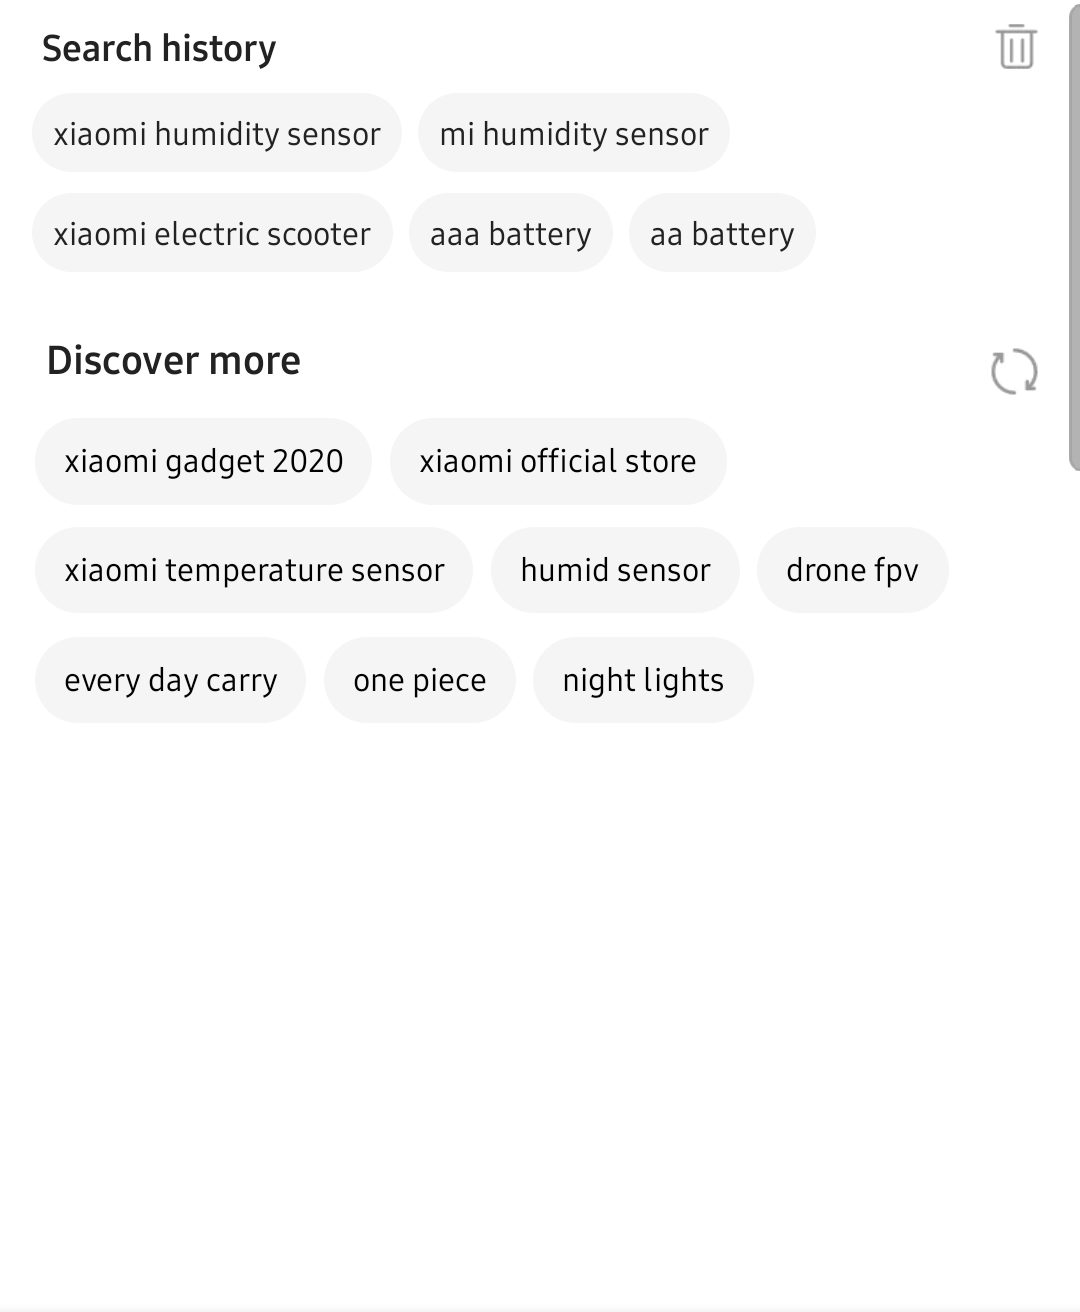 Search history
xiaomi humidity sensor mi humidity sensor
xiaomi electric scooter aaa battery aa battery
Discover more
xiaomi gadget 2020 xiaomi official store
xiaomi temperature sensor humid sensor drone fpv
every day carry one piece night lights